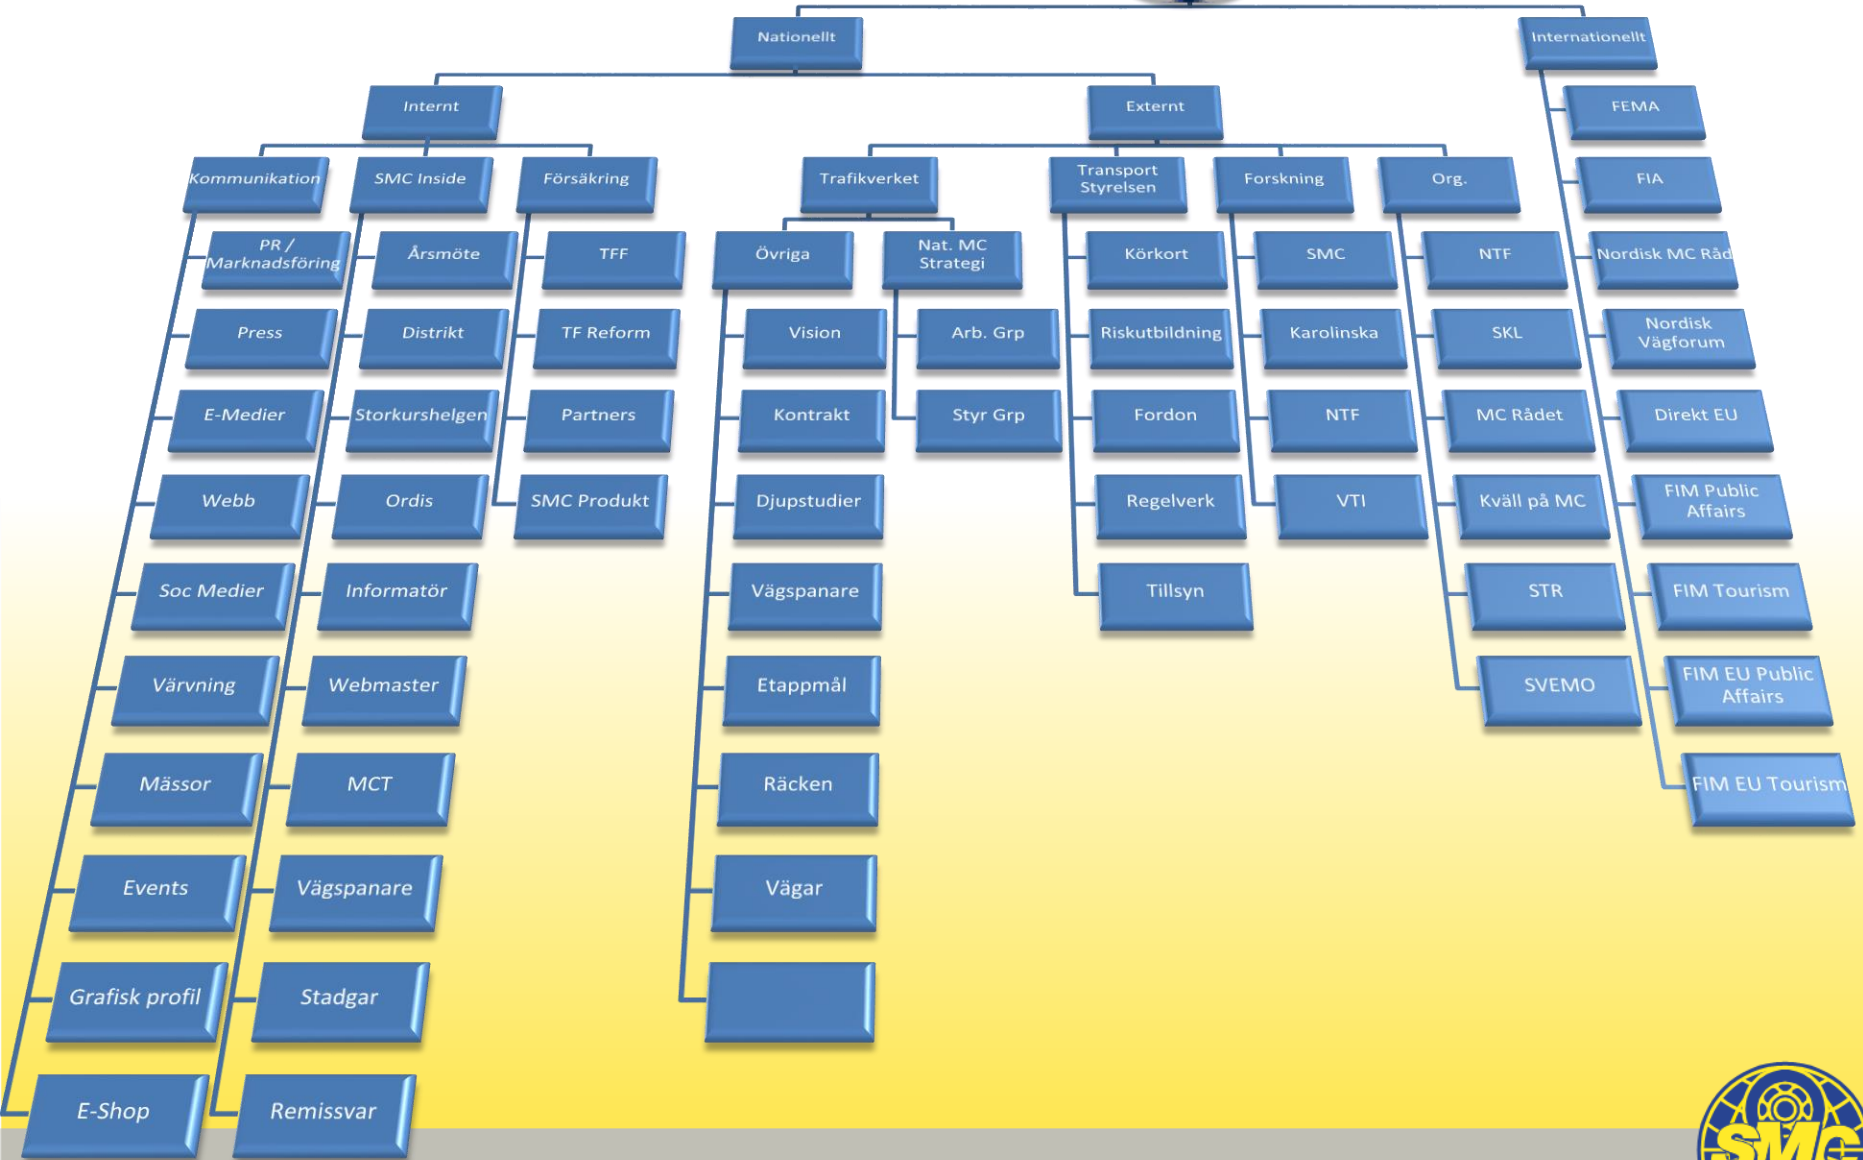 Nationellt
Internationellt
Internt
Externt
FEMA
Kommunikation
SMC Inside
Försäkring
Trafikverket
Transport
Styrelsen
Forskning
Org.
FIA
PR /
Marknadsföring
Årsmöte
TFF
Övriga
Nat. MC
Strategi
Körkort
SMC
NTF
Nordisk MC Råd
Press
Distrikt
TF Reform
Vision
Arb. Grp
Riskutbildning
Karolinska
SKL
Nordisk
Vägforum
E-Medier
Storkurshelgen
Partners
Kontrakt
Styr Grp
Fordon
NTF
MC Rådet
Direkt EU
Webb
Ordis
SMC Produkt
Djupstudier
Regelverk
VTI
Kväll på MC
FIM Public
Affairs
Soc Medier
Informatör
Vägspanare
Tillsyn
STR
FIM Tourism
Värvning
Webmaster
Etappmål
SVEMO
FIM EU Public
Affairs
Mässor
MCT
Räcken
FIM EU Tourism
Events
Vägspanare
Vägar
Grafisk profil
Stadgar
E-Shop
Remissvar
SMC